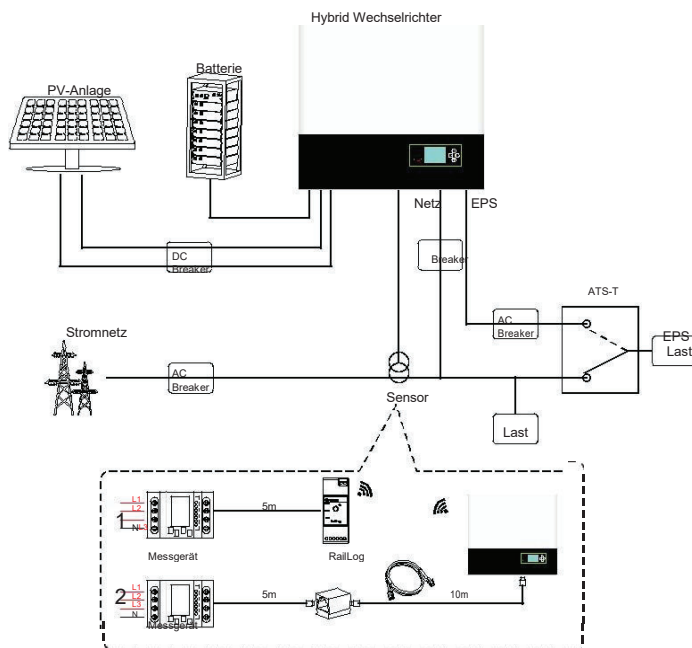 Hybrid Wechselrichter
Batterie
PV-Anlage
Netz
EPS
DC
Breaker
Breaker
ATS-T
Stromnetz
AC
Breaker
AC
Breaker
EPS
Last
Sensor
Last
L1
L2
1
N L3
5m
Messgerät
RailLog
L1
2
L2
L3
N
5m
10m
Messgerät